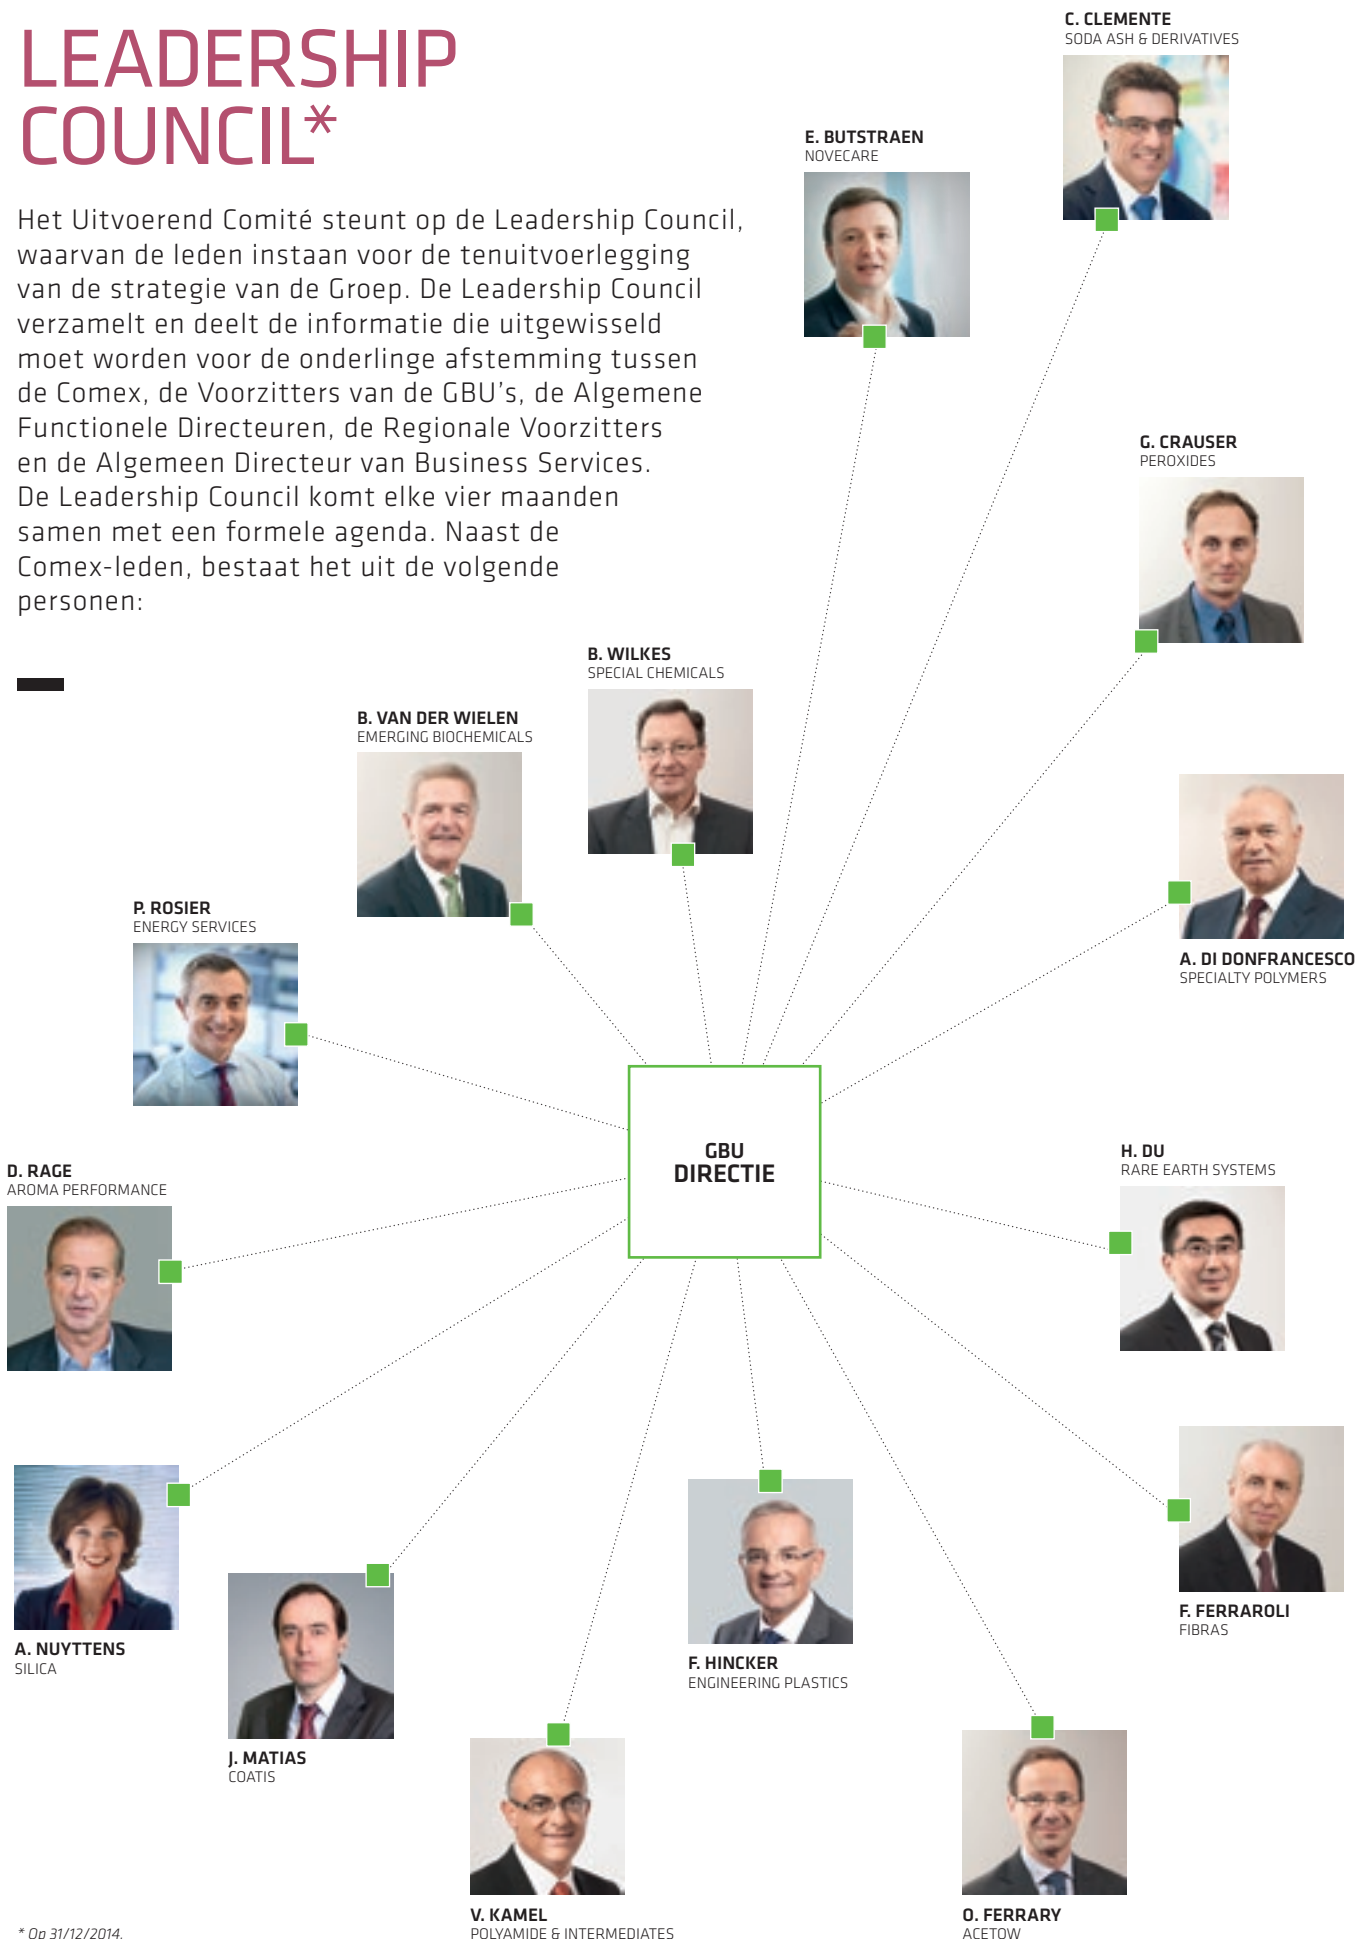 LEADERSHIP
COUNCIL*
Het Uitvoerend Comité steunt op de Leadership Council,
waarvan de leden instaan voor de tenuitvoerlegging
van de strategie van de Groep. De Leadership Council
verzamelt en deelt de informatie die uitgewisseld
moet worden voor de onderlinge afstemming tussen
de Comex, de Voorzitters van de GBU's, de Algemene
Functionele Directeuren, de Regionale Voorzitters
en de Algemeen Directeur van Business Services.
De Leadership Council komt elke vier maanden
samen met een formele agenda. Naast de
Comex-leden, bestaat het uit de volgende
personen:
C. CLEMENTE
SODA ASH & DERIVATIVES
E. BUTSTRAEN
NOVECARE
G. CRAUSER
PEROXIDES
B. WILKES
SPECIAL CHEMICALS
B. VAN DER WIELEN
EMERGING BIOCHEMICALS
P. ROSIER
ENERGY SERVICES
A. DI DONFRANCESCO
SPECIALTY POLYMERS
GBU
DIRECTIE
H. DU
RARE EARTH SYSTEMS
D. RAGE
AROMA PERFORMANCE
F. FERRAROLI
FIBRAS
A. NUYTTENS
SILICA
F. HINCKER
ENGINEERING PLASTICS
J. MATIAS
COATIS
V. KAMEL
POLYAMIDE & INTERMEDIATES
O. FERRARY
ACETOW
* Op 31/12/2014.